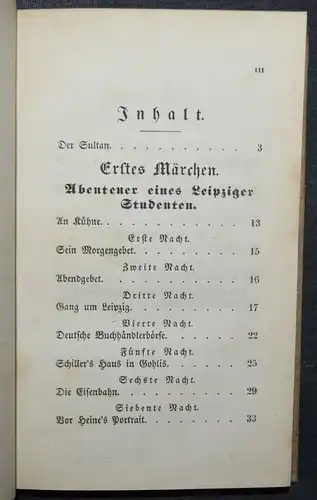 III
Inhalt.
Der Sultan. . . . . . . . . . . 3
Erstes Märchen.
Abenteuer eines Leipziger
Studenten.
An Kühne. . . . . . . . . . . 13
Erste Nacht.
Sein Morgengebet. . . . . . . . 15
Zweite Nacht.
Abendgebet. . . . . . . . . . 16
Dritte Nacht.
Gang um Leipzig. . . . . . . . 17
Vierte Nacht.
Deutsche Buchhändlerbörse. . . . . 22
Fünfte Nacht.
Schiller's Haus in Gohlis. . . . . . 25
Sechste Nacht.
Die Eisenbahn. . . . . . . . . 29
Siebente Nacht.
Vor Heine's Portrait. . . . . . . 33